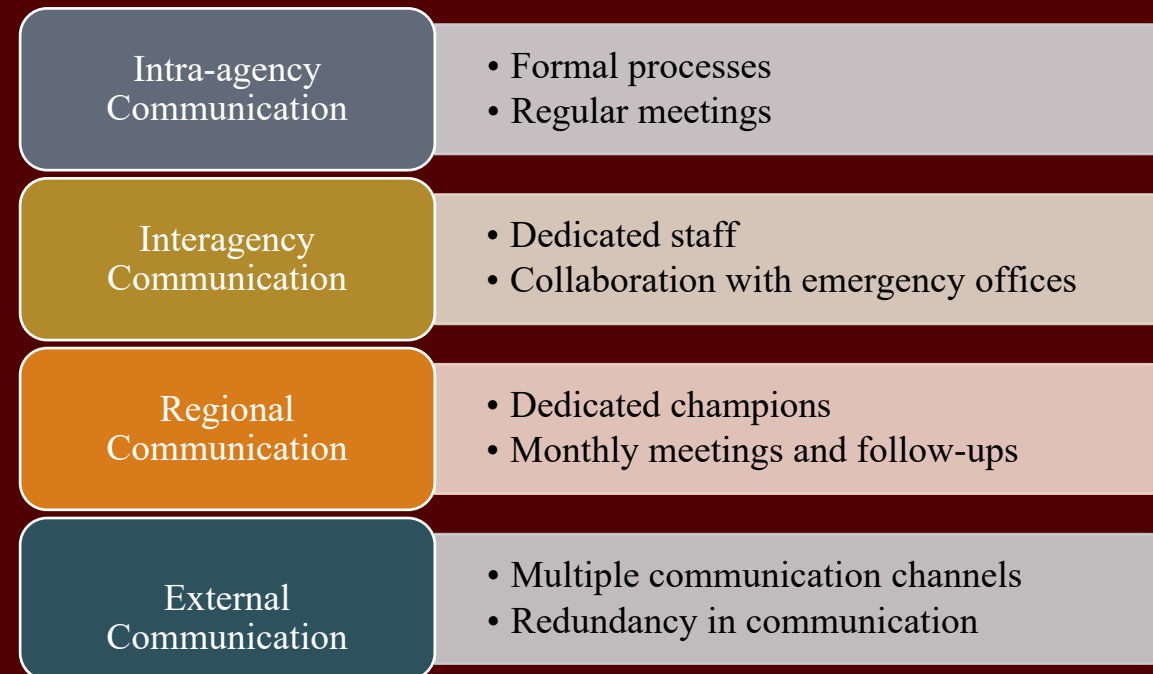 Intra-agency
Communication
• Formal processes
• Regular meetings
Interagency
Communication
• Dedicated staff
• Collaboration with emergency offices
Regional
Communication
• Dedicated champions
• Monthly meetings and follow-ups
External
Communication
• Multiple communication channels
• Redundancy in communication